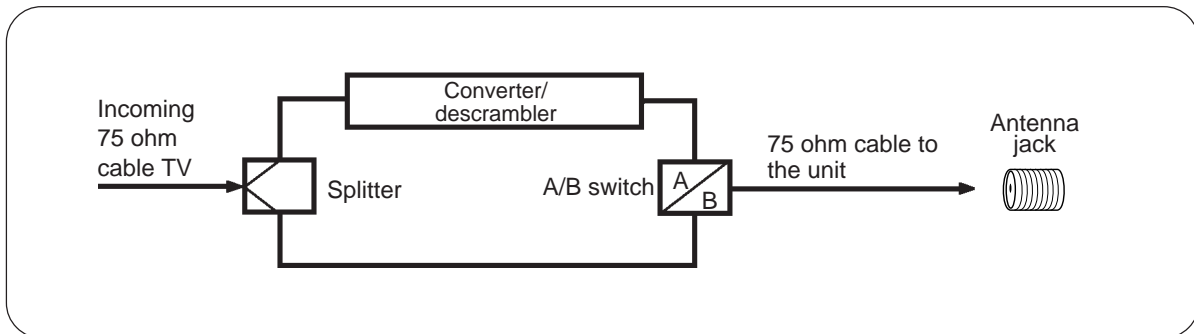 Incoming
75 ohm
cable TV
Splitter
Converter/
descrambler
A/B switch
A
B
75 ohm cable to
the unit
Antenna
jack